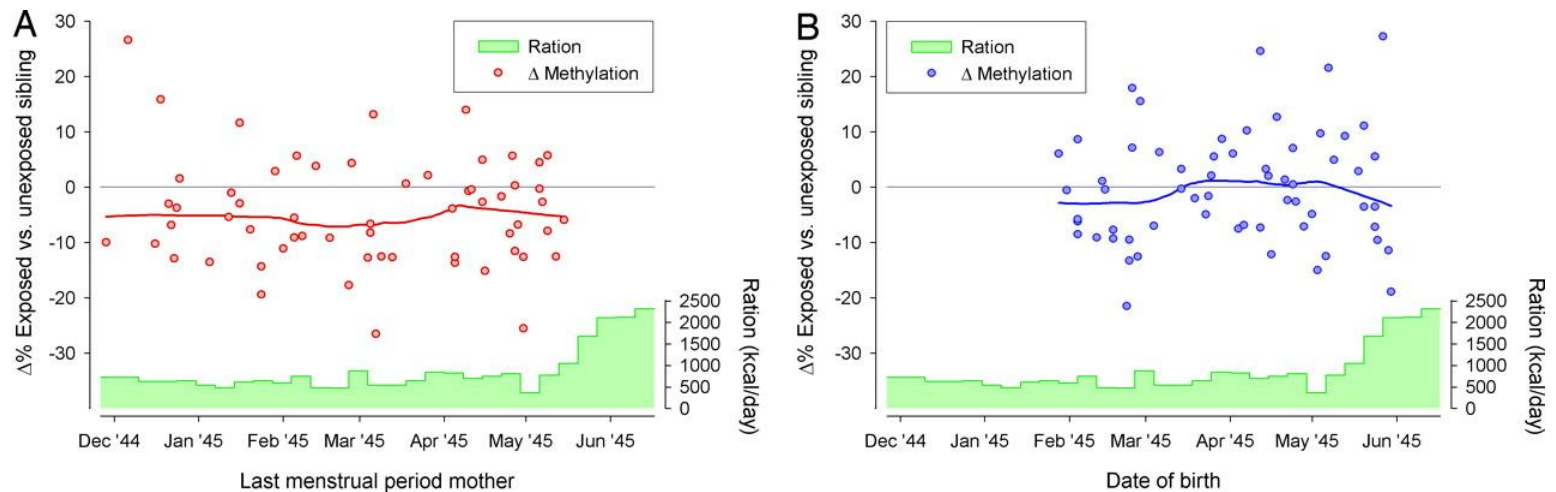 A
Δ% Exposed vs. unexposed sibling
30
20
10
0
-10
-20
-30
Ration
Δ Methylation
2500
2000
1500
1000
500
0
Ration (kcal/day)
Dec '44 Jan '45 Feb '45 Mar '45 Apr '45 May '45 Jun '45
Last menstrual period mother
B
Δ% Exposed vs. unexposed sibling
30
20
10
0
-10
-20
-30
Ration
Δ Methylation
2500
2000
1500
1000
500
0
Ration (kcal/day)
Dec '44 Jan '45 Feb '45 Mar '45 Apr '45 May '45 Jun '45
Date of birth